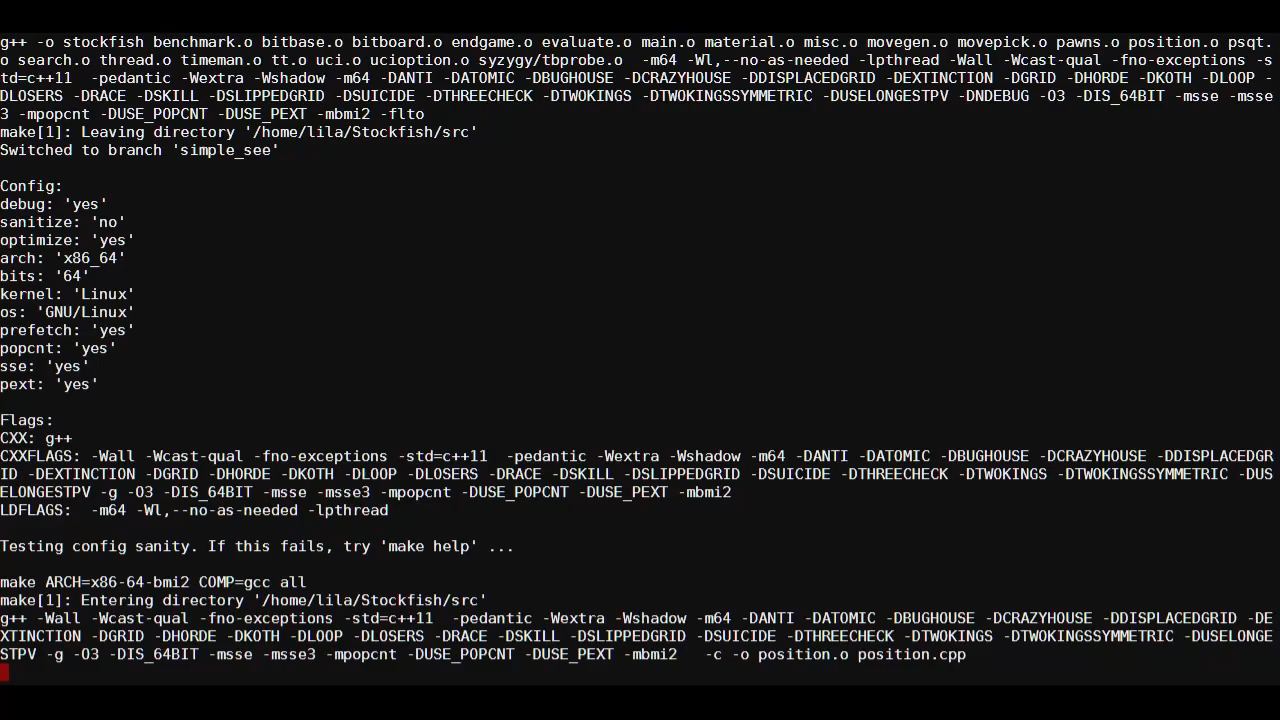 g++ -o stockfish benchmark.o bitbase.o bitboard.o endgame.o evaluate.o main.o material.o misc.o movegen.o movepick.o pawns.o position.o psqt.
o search.o thread.o timeman.o tt.o uci.o ucioption.o syzygy/tbprobe.o  -m64 -Wl,--no-as-needed -lpthread -Wall -Wcast-qual -fno-exceptions -s
td=c++11  -pedantic -Wextra -Wshadow -m64 -DANTI -DATOMIC -DBUGHOUSE -DCRAZYHOUSE -DDISPLACEDGRID -DEXTINCTION -DGRID -DHORDE -DKOTH -DLOOP -
DLOSERS -DRACE -DSKILL -DSLIPPEDGRID -DSUICIDE -DTHREECHECK -DTWOKINGS -DTWOKINGSSYMMETRIC -DUSELONGESTPV -DNDEBUG -O3 -DIS_64BIT -msse -msse
3 -mpopcnt -DUSE_POPCNT -DUSE_PEXT -mbmi2 -flto
make[1]: Leaving directory '/home/lila/Stockfish/src'
Switched to branch 'simple_see'

Config:
debug: 'yes'
sanitize: 'no'
optimize: 'yes'
arch: 'x86_64'
bits: '64'
kernel: 'Linux'
os: 'GNU/Linux'
prefetch: 'yes'
popcnt: 'yes'
sse: 'yes'
pext: 'yes'

Flags:
CXX: g++
CXXFLAGS: -Wall -Wcast-qual -fno-exceptions -std=c++11  -pedantic -Wextra -Wshadow -m64 -DANTI -DATOMIC -DBUGHOUSE -DCRAZYHOUSE -DDISPLACEDGR
ID -DEXTINCTION -DGRID -DHORDE -DKOTH -DLOOP -DLOSERS -DRACE -DSKILL -DSLIPPEDGRID -DSUICIDE -DTHREECHECK -DTWOKINGS -DTWOKINGSSYMMETRIC -DUS
ELONGESTPV -g -O3 -DIS_64BIT -msse -msse3 -mpopcnt -DUSE_POPCNT -DUSE_PEXT -mbmi2
LDFLAGS:  -m64 -Wl,--no-as-needed -lpthread

Testing config sanity. If this fails, try 'make help' ...

make ARCH=x86-64-bmi2 COMP=gcc all
make[1]: Entering directory '/home/lila/Stockfish/src'
g++ -Wall -Wcast-qual -fno-exceptions -std=c++11  -pedantic -Wextra -Wshadow -m64 -DANTI -DATOMIC -DBUGHOUSE -DCRAZYHOUSE -DDISPLACEDGRID -DE
XTINCTION -DGRID -DHORDE -DKOTH -DLOOP -DLOSERS -DRACE -DSKILL -DSLIPPEDGRID -DSUICIDE -DTHREECHECK -DTWOKINGS -DTWOKINGSSYMMETRIC -DUSELONGE
STPV -g -O3 -DIS_64BIT -msse -msse3 -mpopcnt -DUSE_POPCNT -DUSE_PEXT -mbmi2   -c -o position.o position.cpp